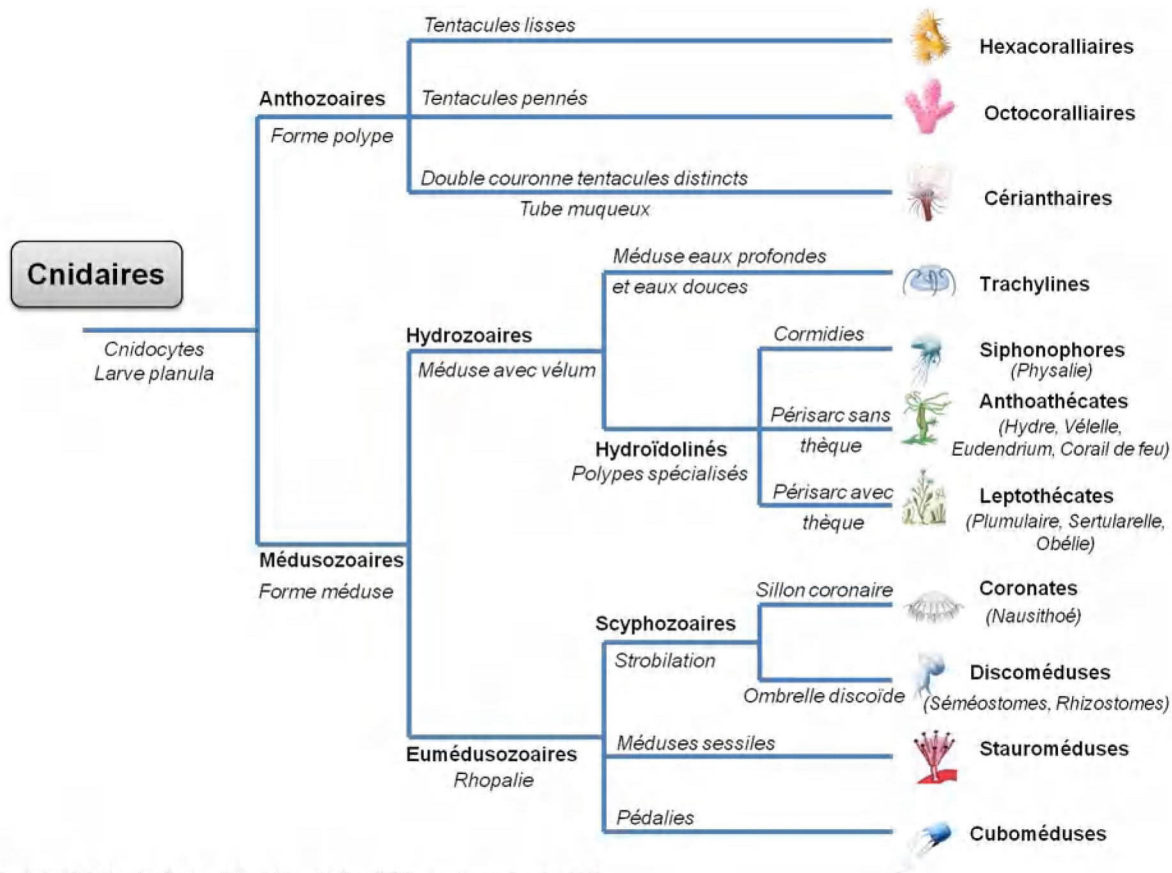 Tentacules lisses
Hexacoralliaires
Anthozoaires
Forme polype
Tentacules pennés
Octocoralliaires
Double couronne tentacules distincts
Tube muqueux
Cérianthaires
Cnidaires
Cnidocytes
Larve planula
Méduse eaux profondes
et eaux douces
Trachylines
Hydrozoaires
Méduse avec vélum
Cormidies
Siphonophores
(Physalie)
Hydroïdolinés
Polypes spécialisés
Périsarc sans
thèque
Anthoathécates
(Hydre, Vélelle,
Eudendrium, Corail de feu)
Périsarc avec
thèque
Leptothécates
(Plumulaire, Sertularelle,
Obélie)
Médusozoaires
Forme méduse
Scyphozoaires
Strobilation
Sillon coronaire
Coronates
(Nausithoé)
Ombrelle discoïde
Discoméduses
(Séméostomes, Rhizostomes)
Eumédusozoaires
Rhopalie
Méduses sessiles
Stauroméduses
Pédalies
Cuboméduses